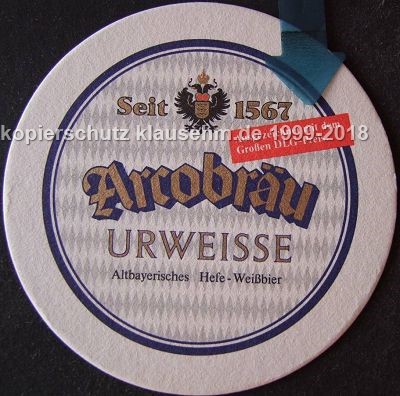 Seit 1567
kopierschutz klausehm.de 1999-2018
Großen DLG-Preis
Arcobräu
URWEISSE
Altbayerisches Hefe-Weißbier